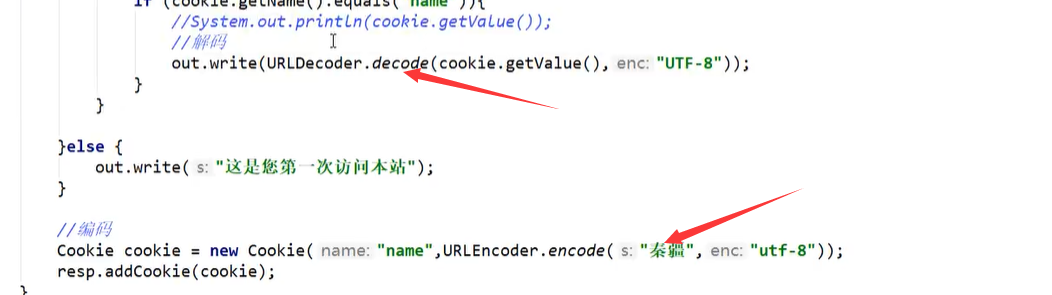 if (cookie.getName().equals("name")){
//System.out.println(cookie.getValue());
//解码
out.write(URLDecoder.decode(cookie.getValue(), enc: "UTF-8"));
}
}
}else {
out.write( s: "这是您第一次访问本站");
}
//编码
Cookie cookie = new Cookie( name: "name",URLEncoder.encode( s: "秦疆", enc: "utf-8"));
resp.addCookie(cookie);
}